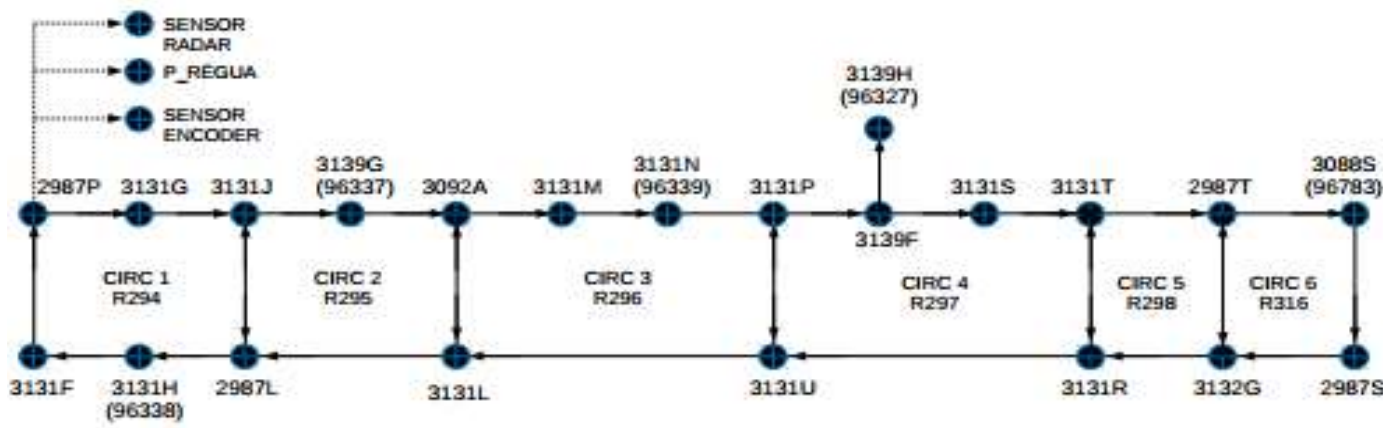 SENSOR
RADAR
P_RÉGUA
SENSOR
ENCODER
3139H
(96327)
2987P
3131G
3131J
3139G
(96337)
3092A
3131M
3131N
(96339)
3131P
3139F
3131S
3131T
2987T
3088S
(96783)
CIRC 1
R294
CIRC 2
R295
CIRC 3
R296
CIRC 4
R297
CIRC 5
R298
CIRC 6
R316
3131F
3131H
(96338)
2987L
3131L
3131U
3131R
3132G
2987S